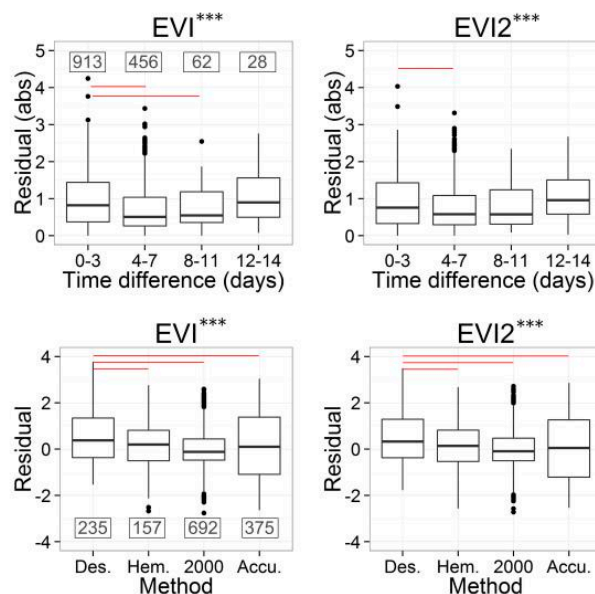 EVI*** EVI2***
Residual (abs)
5
4
3
2
1
0
913 456 62 28
0-3 4-7 8-11 12-14
Time difference (days)
Residual (abs)
5
4
3
2
1
0
0-3 4-7 8-11 12-14
Time difference (days)
EVI*** EVI2***
Residual
4
2
0
-2
-4
235 157 692 375
Des. Hem. 2000 Accu.
Method
Residual
4
2
0
-2
-4
Des. Hem. 2000 Accu.
Method